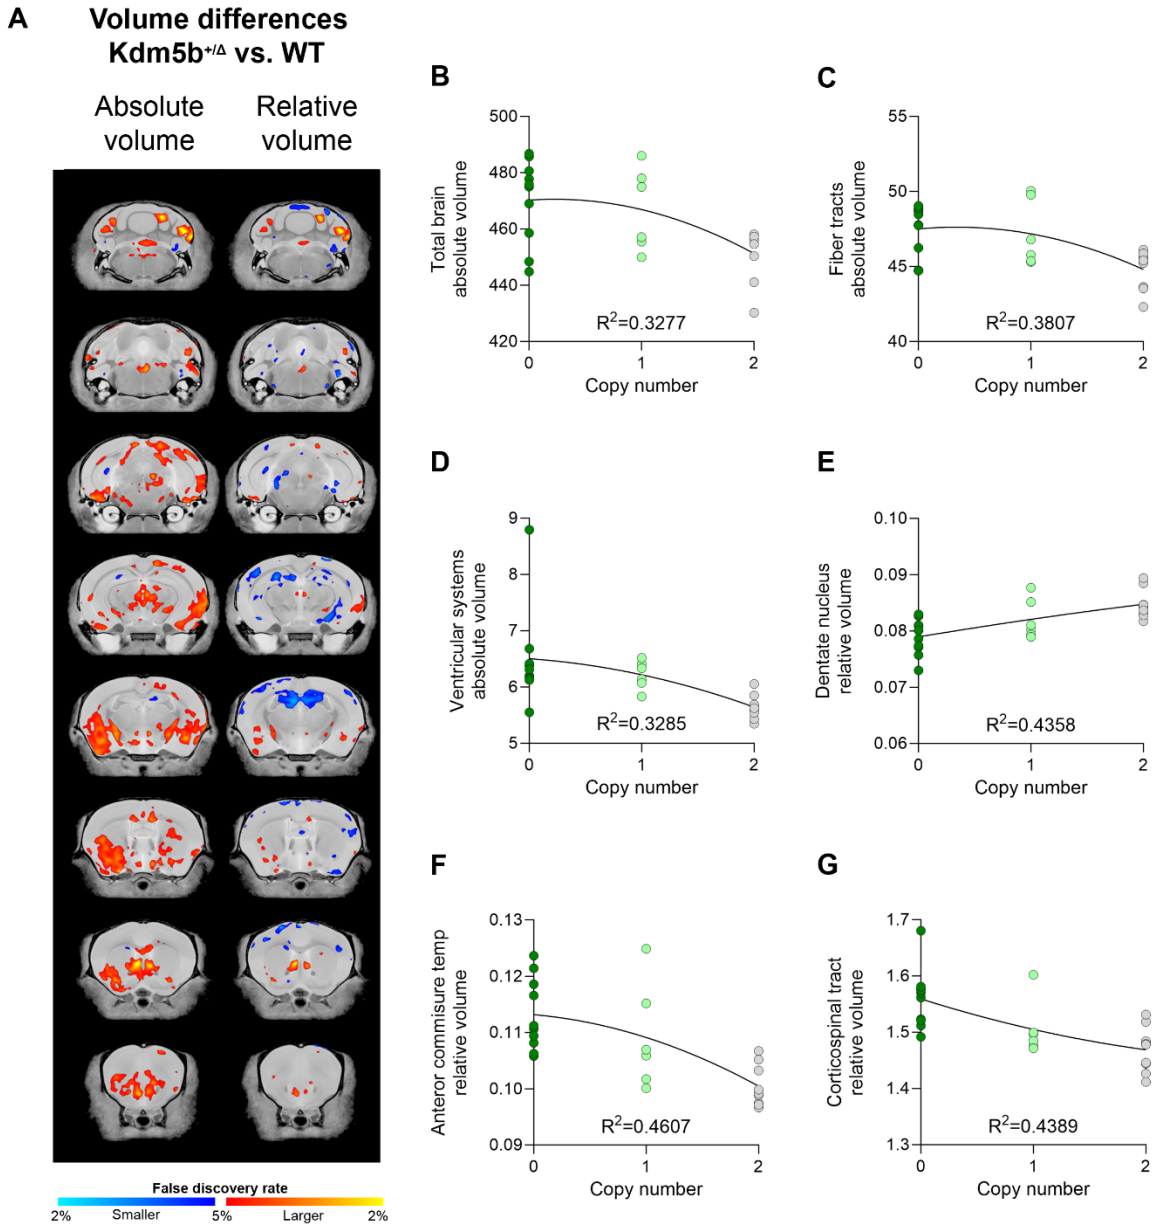 A
Volume differences
Kdm5b+/Δ vs. WT
Absolute
volume
Relative
volume
False discovery rate
2%
Smaller
5%
Larger
2%
B
Total brain
absolute volume
500
480
460
440
420
R2=0.3277
0
1
2
Copy number
C
Fiber tracts
absolute volume
55
50
45
40
R2=0.3807
0
1
2
Copy number
D
Ventricular systems
absolute volume
9
8
7
6
5
R2=0.3285
0
1
2
Copy number
E
Dentate nucleus
relative volume
0.10
0.09
0.08
0.07
0.06
R2=0.4358
0
1
2
Copy number
F
Anteror commisure temp
relative volume
0.13
0.12
0.11
0.10
0.09
R2=0.4607
0
1
2
Copy number
G
Corticospinal tract
relative volume
1.7
1.6
1.5
1.4
1.3
R2=0.4389
0
1
2
Copy number